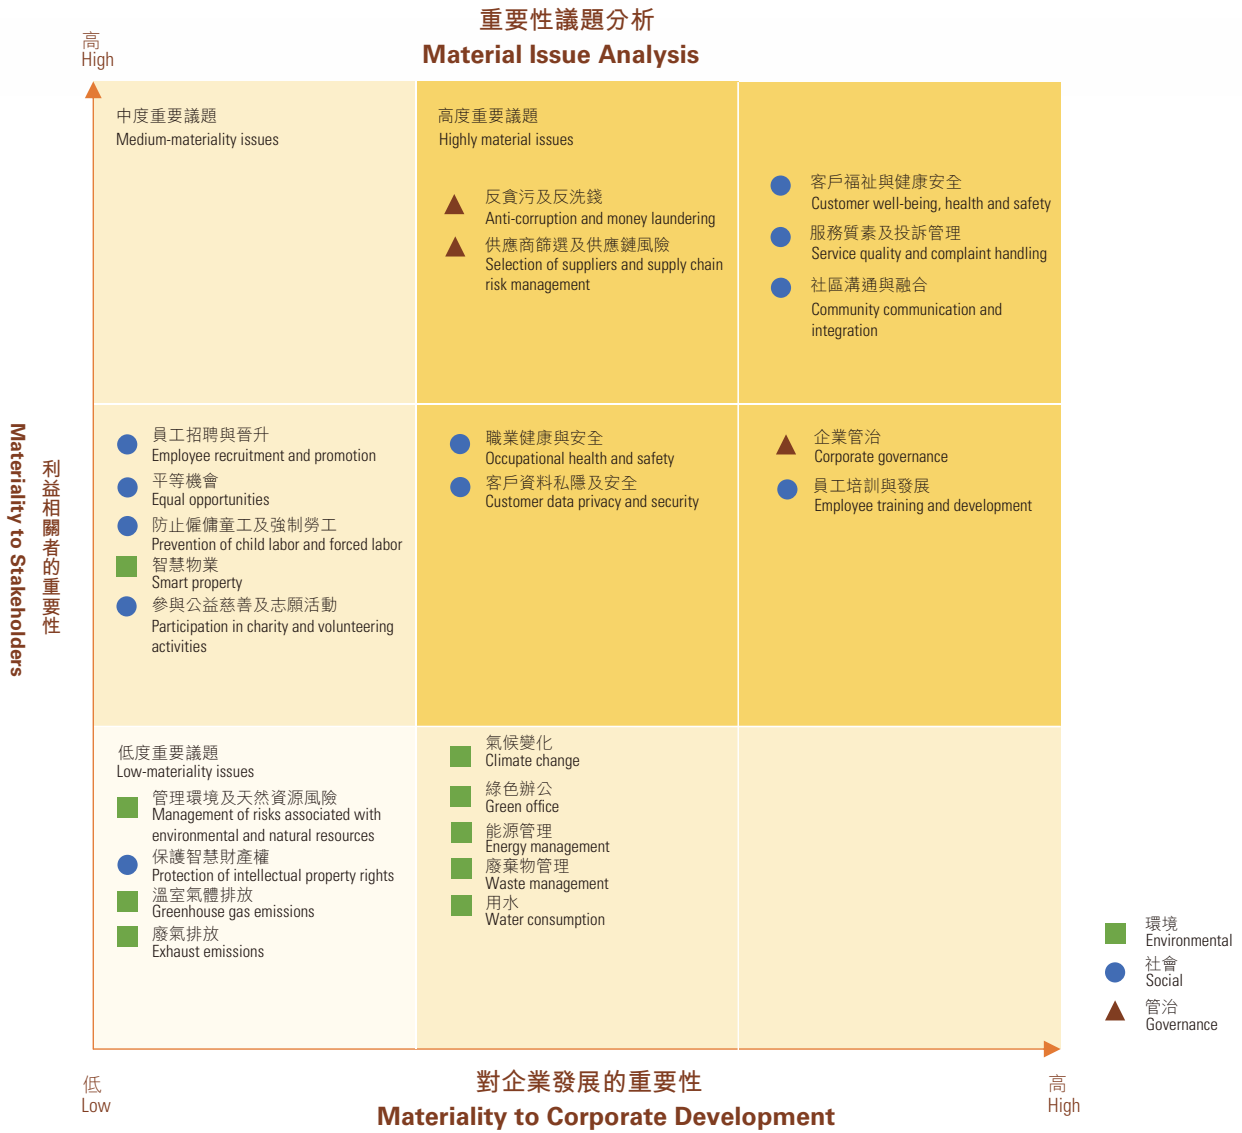 重要性議題分析
Material Issue Analysis
高
High
中度重要議題
Medium-materiality issues
高度重要議題
Highly material issues
反貪污及反洗錢
Anti-corruption and money laundering
供應商篩選及供應鏈風險
Selection of suppliers and supply chain
risk management
客戶福祉與健康安全
Customer well-being, health and safety
服務質素及投訴管理
Service quality and complaint handling
社區溝通與融合
Community communication and
integration
利益相關者的重要性
Materiality to Stakeholders
員工招聘與晉升
Employee recruitment and promotion
平等機會
Equal opportunities
防止僱傭童工及強制勞工
Prevention of child labor and forced labor
智慧物業
Smart property
參與公益慈善及志願活動
Participation in charity and volunteering
activities
職業健康與安全
Occupational health and safety
客戶資料私隱及安全
Customer data privacy and security
企業管治
Corporate governance
員工培訓與發展
Employee training and development
低度重要議題
Low-materiality issues
管理環境及天然資源風險
Management of risks associated with
environmental and natural resources
保護智慧財產權
Protection of intellectual property rights
溫室氣體排放
Greenhouse gas emissions
廢氣排放
Exhaust emissions
氣候變化
Climate change
綠色辦公
Green office
能源管理
Energy management
廢棄物管理
Waste management
用水
Water consumption
環境
Environmental
社會
Social
管治
Governance
低
Low
對企業發展的重要性
Materiality to Corporate Development
高
High